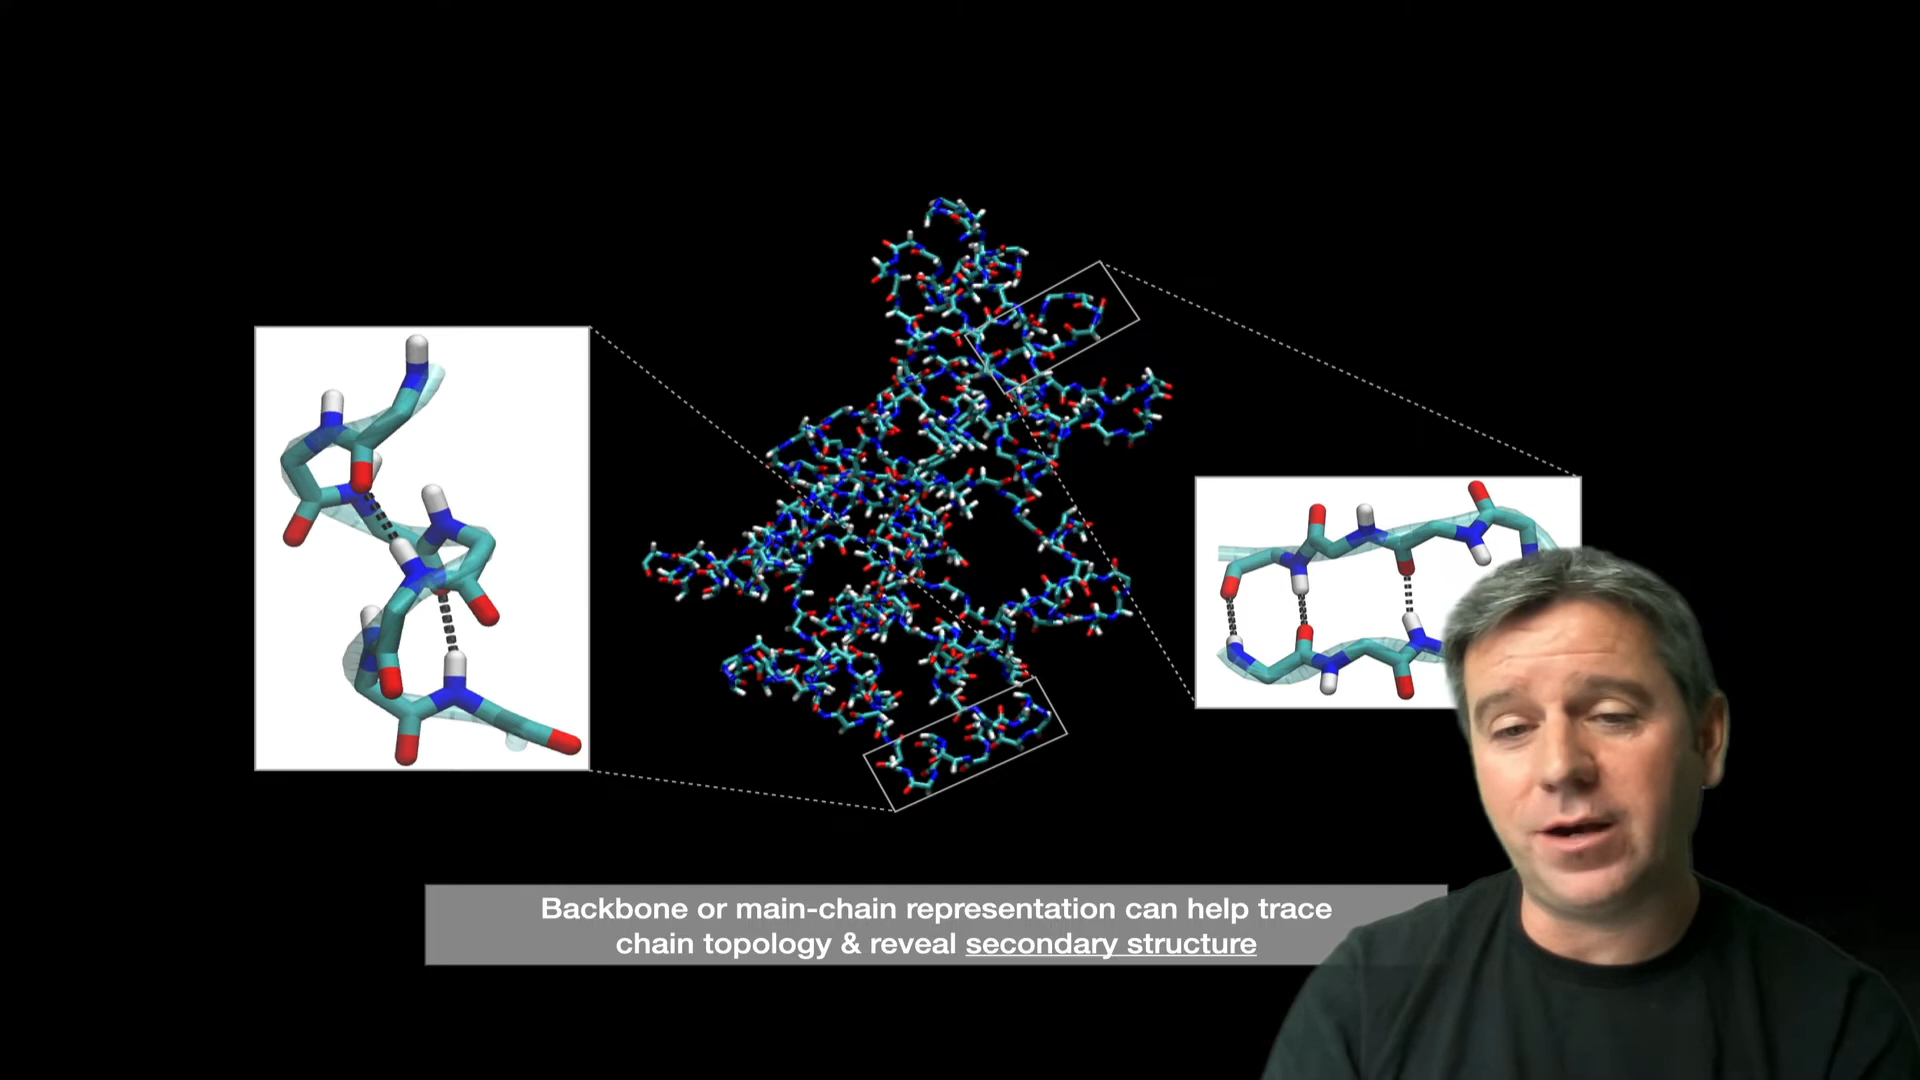 Backbone or main-chain representation can help trace
chain topology & reveal secondary structure